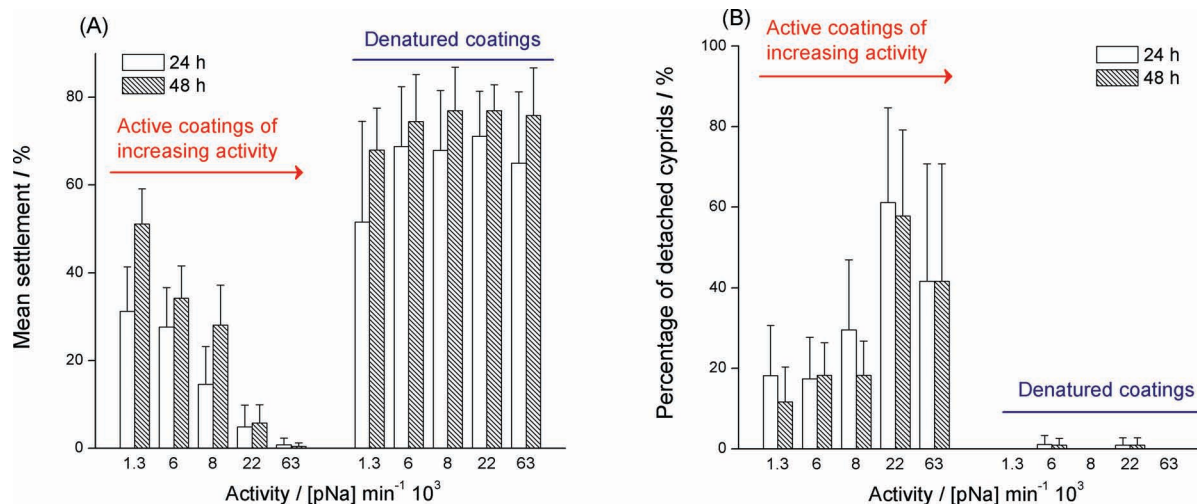 (A)
Denatured coatings
24 h
48 h
Active coatings of
increasing activity
Mean settlement / %
80
60
40
20
0
1.3 6 8 22 63 1.3 6 8 22 63
Activity / [pNa] min⁻¹ 10³
(B)
Active coatings of
increasing activity
24 h
48 h
Percentage of detached cyprids / %
100
80
60
40
20
0
Denatured coatings
1.3 6 8 22 63 1.3 6 8 22 63
Activity / [pNa] min⁻¹ 10³